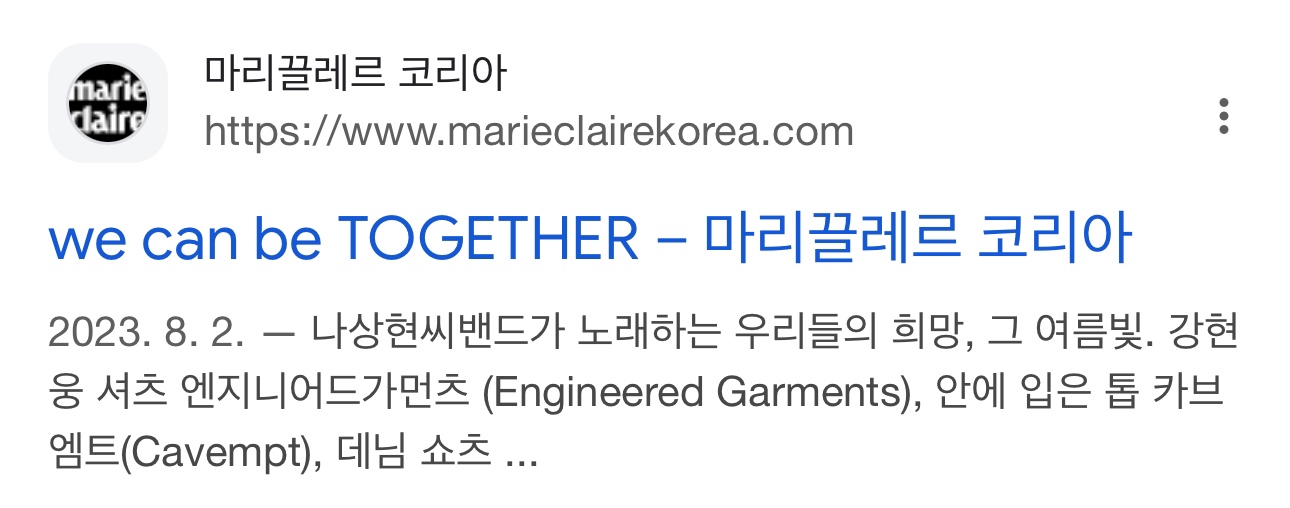 marie
claire
마리끌레르 코리아
https://www.marieclairekorea.com
we can be TOGETHER – 마리끌레르 코리아
2023. 8. 2. — 나상현씨밴드가 노래하는 우리들의 희망, 그 여름빛. 강현
웅 셔츠 엔지니어드가먼츠 (Engineered Garments), 안에 입은 톱 카브
엠트(Cavempt), 데님 쇼츠 ...